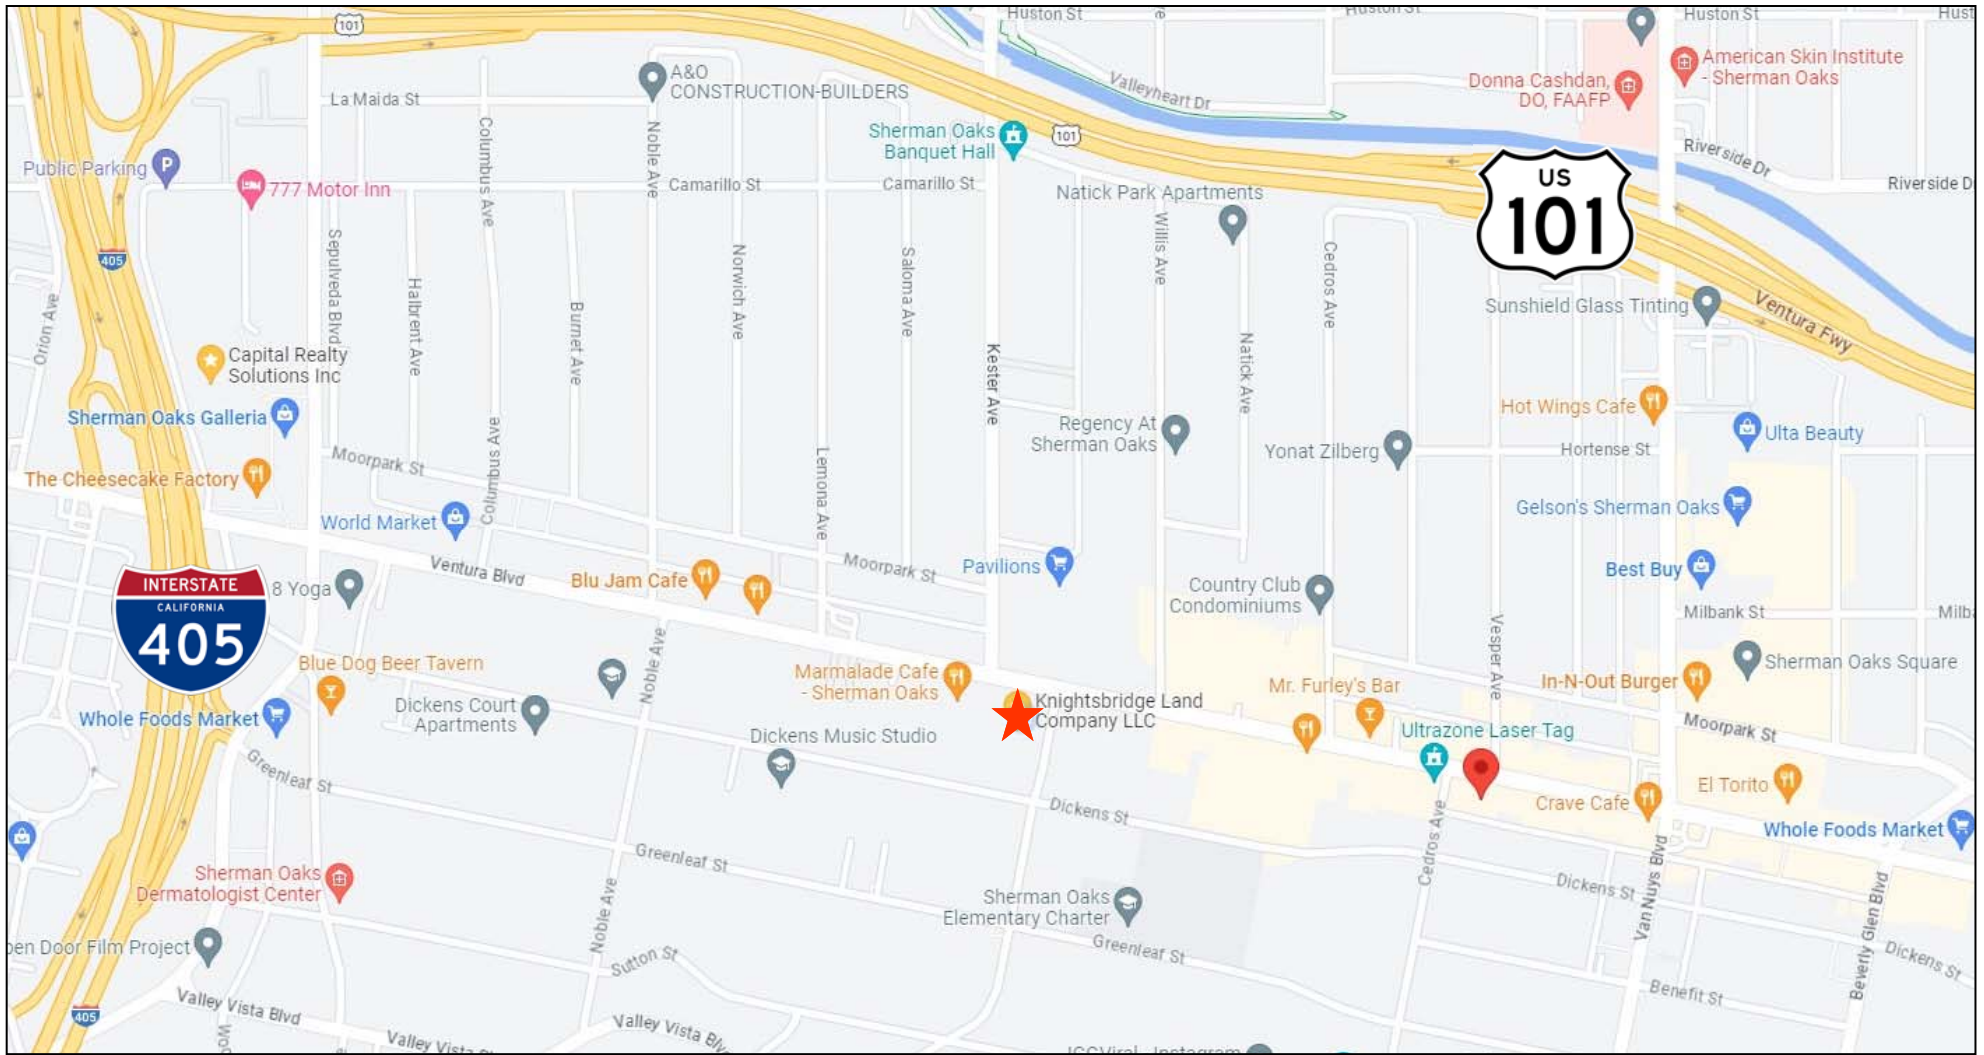 101
Huston St
Huston St
Huston St
American Skin Institute
- Sherman Oaks
Donna Cashdan,
DO, FAAFP
A&O
CONSTRUCTION-BUILDERS
La Maida St
Valleyheart Dr
Columbus Ave
Noble Ave
Sherman Oaks
Banquet Hall
101
Riverside Dr
Riverside D
Public Parking
P
777 Motor Inn
Camarillo St
Camarillo St
Natick Park Apartments
US
101
405
Sepulveda Blvd
Halbrent Ave
Burnet Ave
Norwich Ave
Saloma Ave
Willis Ave
Cedros Ave
Orion Ave
Sunshield Glass Tinting
Ventura Fwy
Capital Realty
Solutions Inc
Kester Ave
Natick Ave
Sherman Oaks Galleria
Hot Wings Cafe
Regency At
Sherman Oaks
Yonat Zilberg
Ulta Beauty
Hortense St
Moorpark St
Columbus Ave
Lemona Ave
The Cheesecake Factory
World Market
Gelson's Sherman Oaks
Ventura Blvd
Blu Jam Cafe
Moorpark St
Pavilions
Best Buy
INTERSTATE
CALIFORNIA
405
8 Yoga
Country Club
Condominiums
Milbank St
Vesper Ave
Blue Dog Beer Tavern
Noble Ave
Marmalade Cafe
- Sherman Oaks
Knightsbridge Land
Company LLC
Mr. Furley's Bar
In-N-Out Burger
Sherman Oaks Square
Whole Foods Market
Dickens Court
Apartments
Dickens Music Studio
Ultrazone Laser Tag
Moorpark St
Greenleaf St
Dickens St
Crave Cafe
El Torito
Whole Foods Market
Greenleaf St
Cedros Ave
Van Nuys Blvd
Sherman Oaks
Dermatologist Center
Noble Ave
Sherman Oaks
Elementary Charter
Dickens St
Beverly Glen Blvd
Dickens St
pen Door Film Project
Sutton St
Greenleaf St
Benefit St
405
Valley Vista Blvd
Valley Vista
Valley Vista Blv